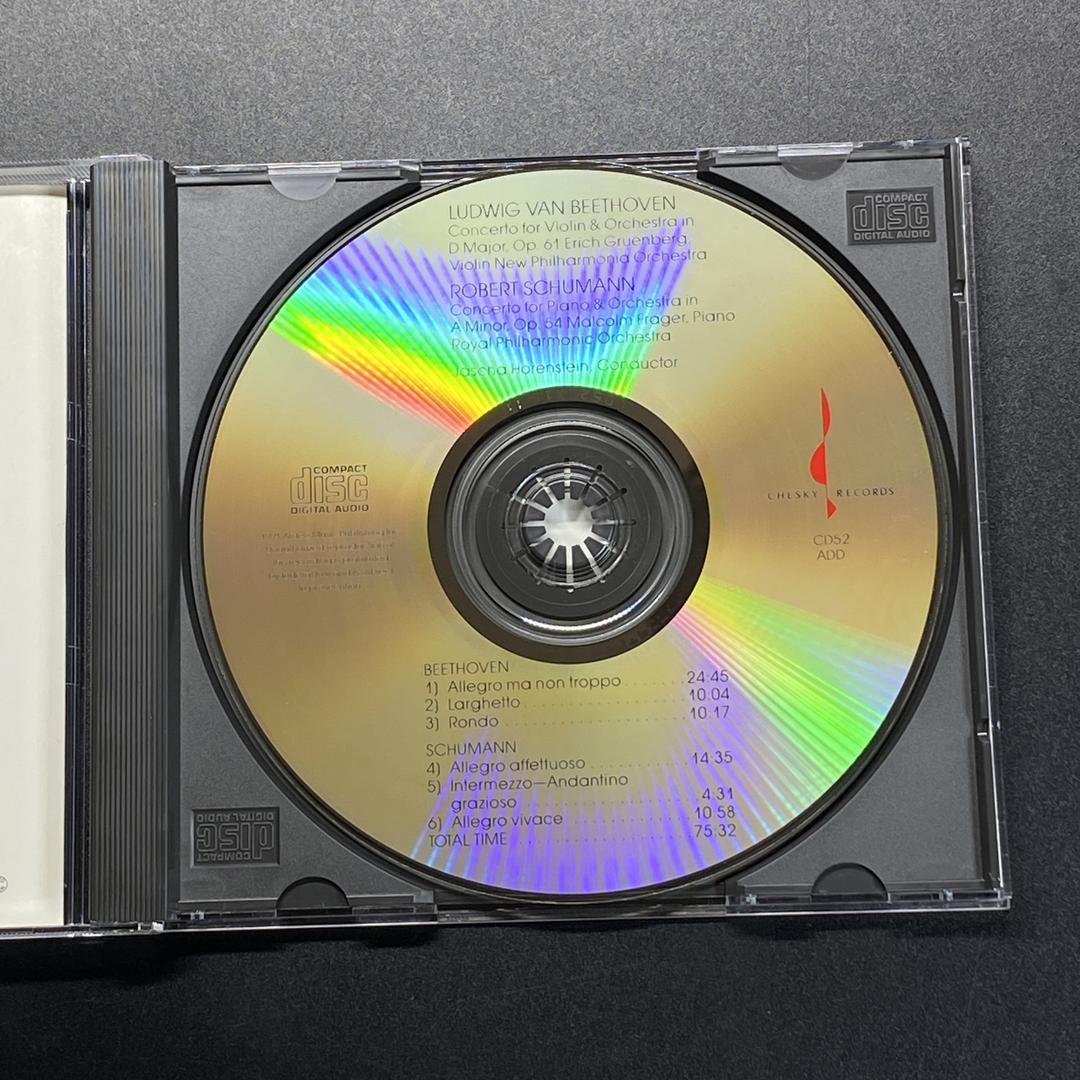 LUDWIG VAN BEETHOVEN
Concerto for Violin & Orchestra in
D Major, Op. 61 Erich Gruenberg,
Violin New Philharmonia Orchestra
ROBERT SCHUMANN
Concerto for Piano & Orchestra in
A Minor, Op. 54 Malcolm Frager, Piano
Royal Philharmonic Orchestra
Jascha Horenstein, Conductor
COMPACT
disc
DIGITAL AUDIO
COMPACT
disc
DIGITAL AUDIO
CHESKY RECORDS
CD52
ADD
BEETHOVEN
1) Allegro ma non troppo . . . . . . . 24:45
2) Larghetto . . . . . . . . . . . . . . . . 10:04
3) Rondo . . . . . . . . . . . . . . . . . . 10:17
SCHUMANN
4) Allegro affettuoso . . . . . . . . . . . 14:35
5) Intermezzo—Andantino
grazioso . . . . . . . . . . . . . . . . . . 4:31
6) Allegro vivace . . . . . . . . . . . . . 10:58
TOTAL TIME . . . . . . . . . . . . . . . . 75:32
COMPACT
disc
DIGITAL AUDIO